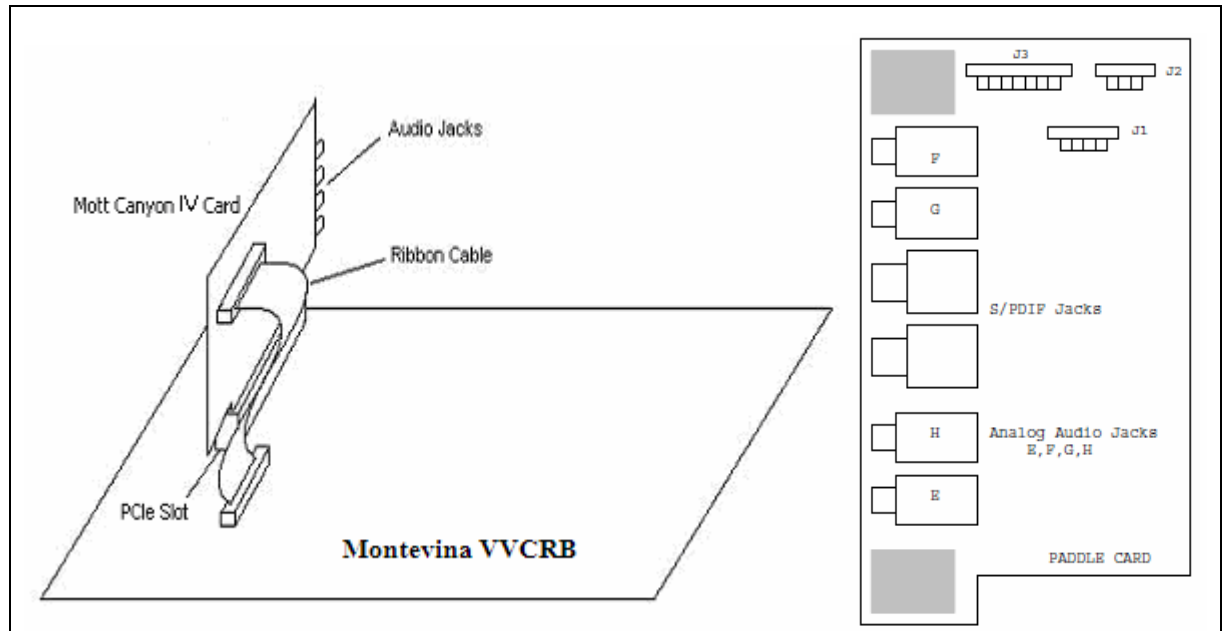 Audio Jacks
Mott Canyon IV Card
Ribbon Cable
PCIe Slot
Montevina VVCRB
J3
J2
J1
F
G
S/PDIF Jacks
H
Analog Audio Jacks
E,F,G,H
E
PADDLE CARD